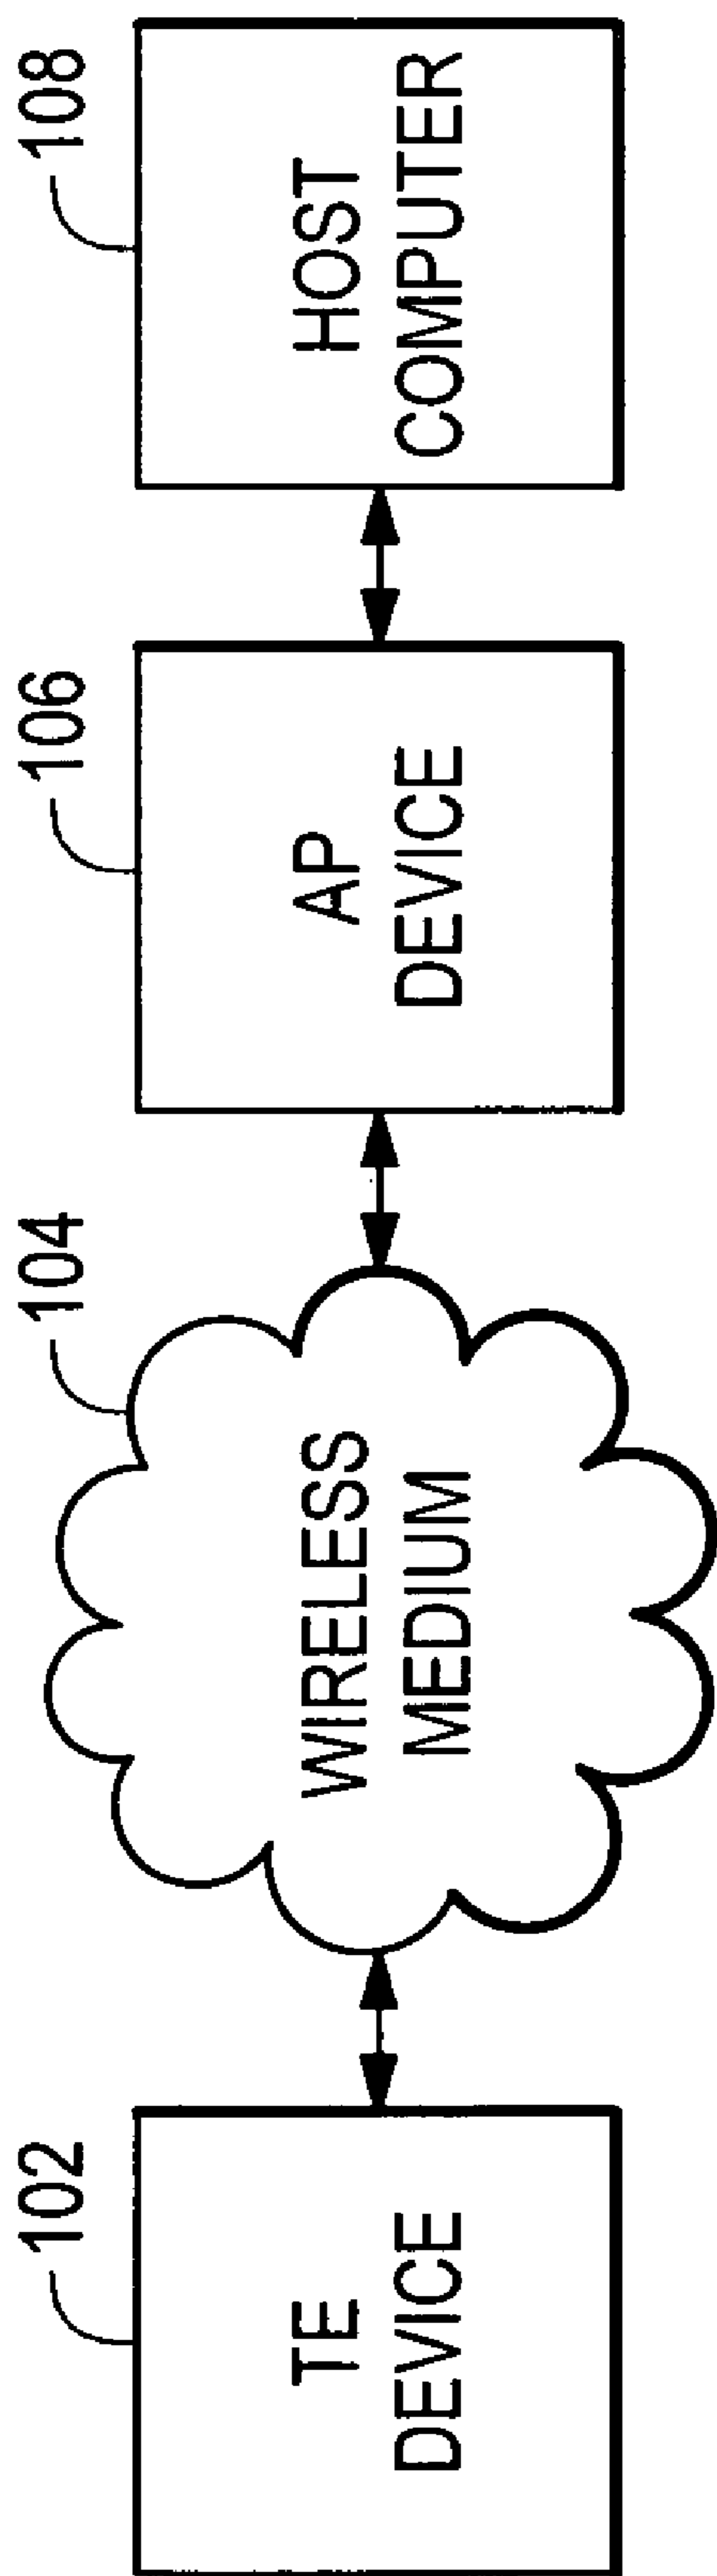 102
TE
DEVICE
104
WIRELESS
MEDIUM
106
AP
DEVICE
108
HOST
COMPUTER